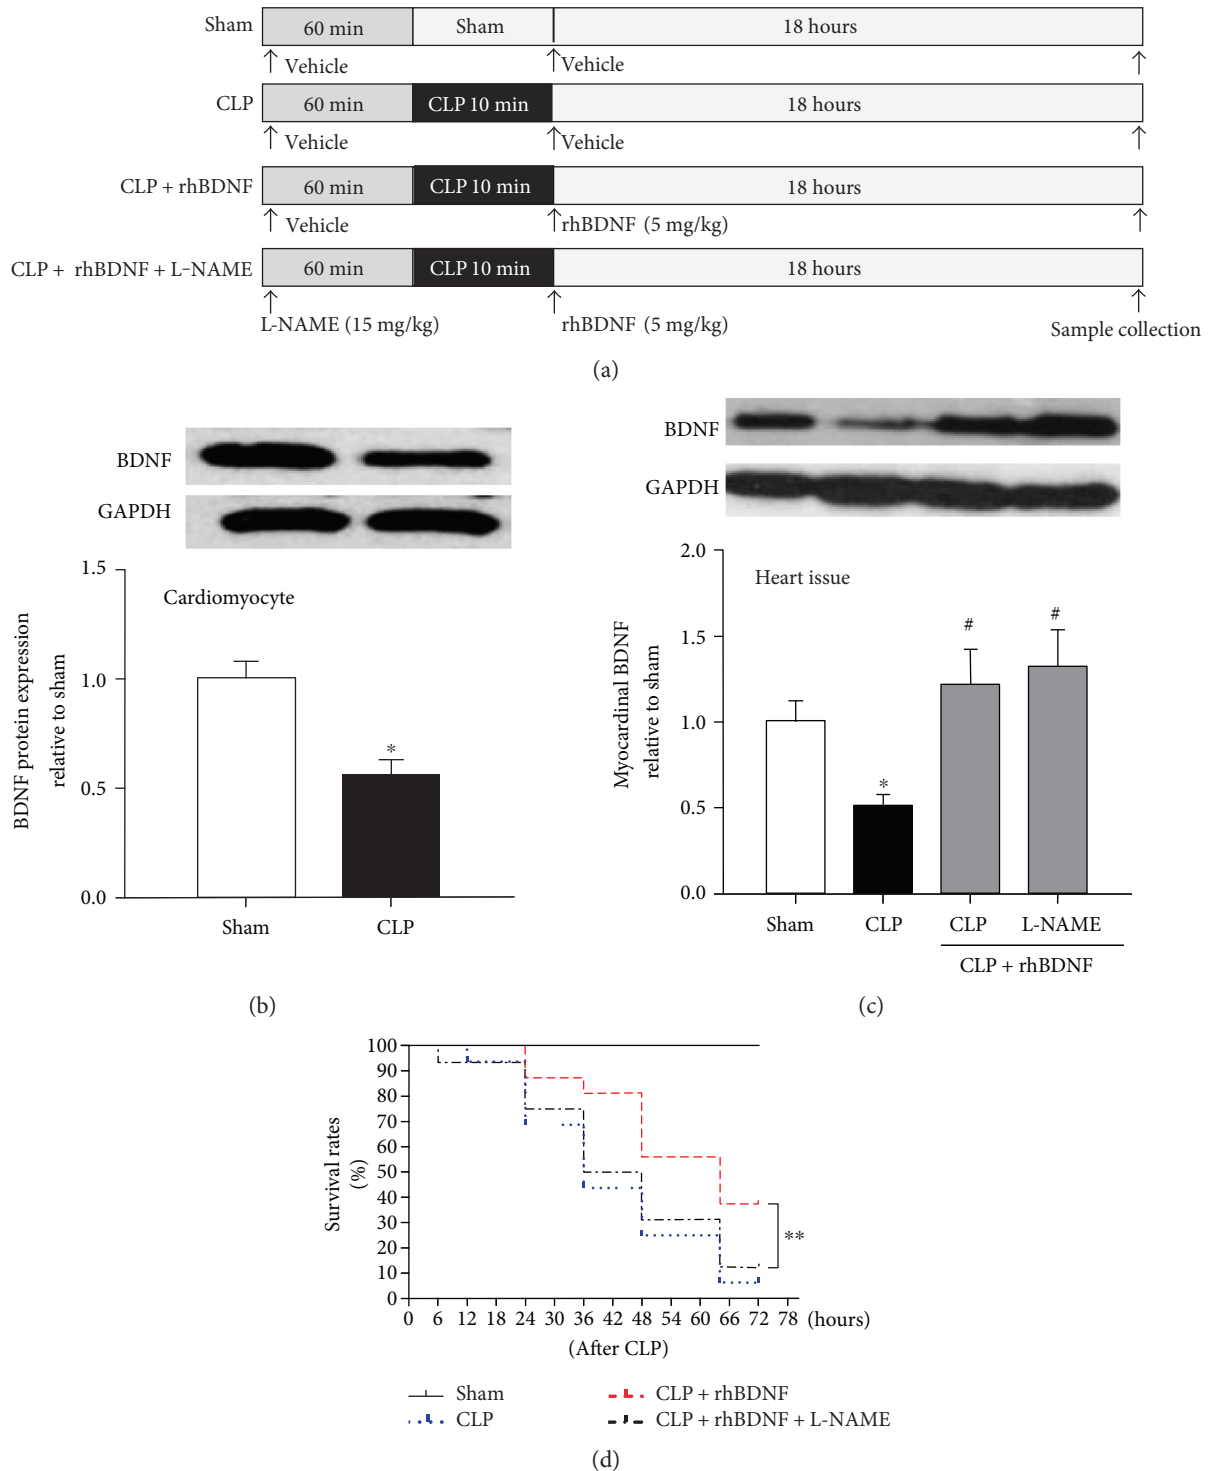 Sham 60 min Sham 18 hours
Vehicle Vehicle
CLP 60 min CLP 10 min 18 hours
Vehicle Vehicle
CLP + rhBDNF 60 min CLP 10 min 18 hours
Vehicle rhBDNF (5 mg/kg)
CLP + rhBDNF + L-NAME 60 min CLP 10 min 18 hours
L-NAME (15 mg/kg) rhBDNF (5 mg/kg) Sample collection
(a)
BDNF
GAPDH
1.5
Cardiomyocyte
1.0
*
0.5
0.0
BDNF protein expression
relative to sham
Sham CLP
(b)
BDNF
GAPDH
2.0
Heart issue
1.5
# #
1.0
*
0.5
0.0
Myocardinal BDNF
relative to sham
Sham CLP CLP L-NAME
CLP + rhBDNF
(c)
100
90
80
70
60
50
40
30
20
10
0
Survival rates
(%)
**
0 6 12 18 24 30 36 42 48 54 60 66 72 78 (hours)
(After CLP)
Sham CLP + rhBDNF
CLP CLP + rhBDNF + L-NAME
(d)